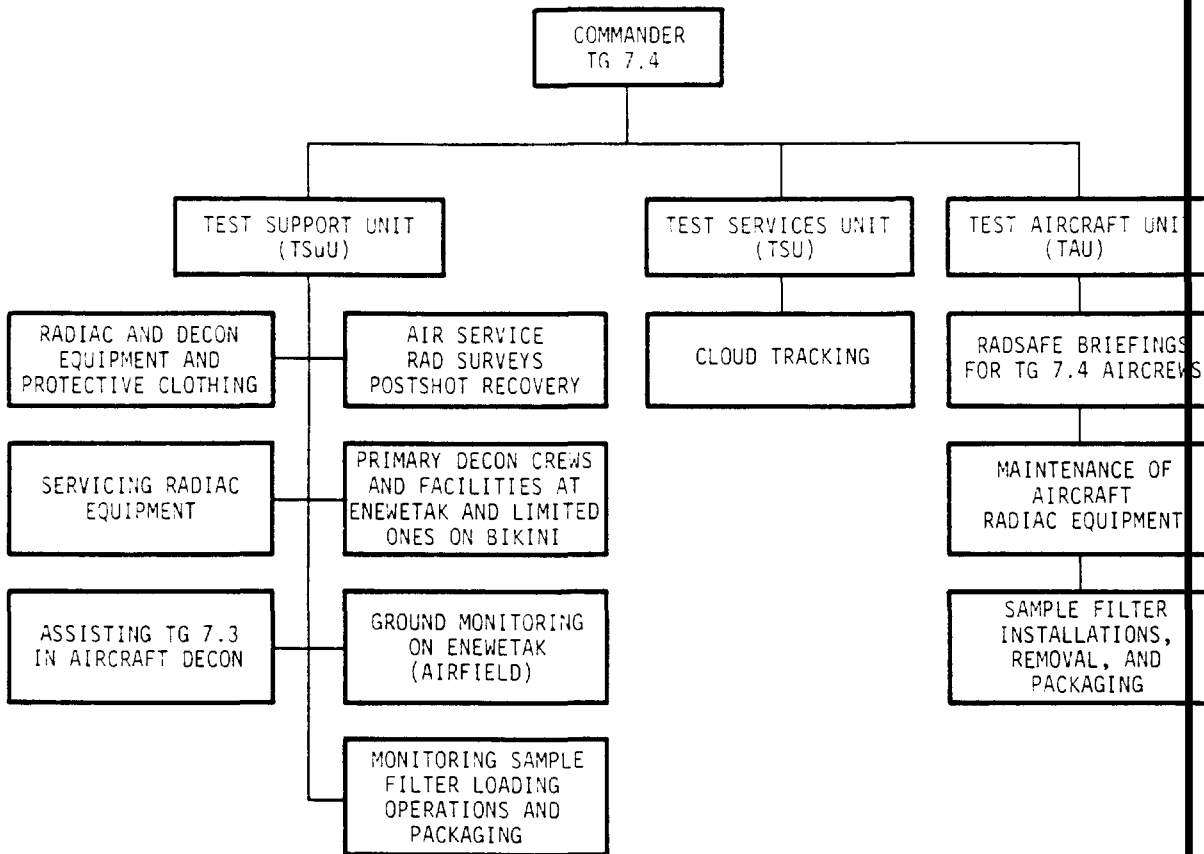 COMMANDER
TG 7.4
TEST SUPPORT UNIT
(TSuU)
TEST SERVICES UNIT
(TSU)
TEST AIRCRAFT UNIT
(TAU)
RADIAC AND DECON
EQUIPMENT AND
PROTECTIVE CLOTHING
AIR SERVICE
RAD SURVEYS
POSTSHOT RECOVERY
CLOUD TRACKING
RADSAFE BRIEFINGS
FOR TG 7.4 AIRCREWS
SERVICING RADIAC
EQUIPMENT
PRIMARY DECON CREWS
AND FACILITIES AT
ENEWETAK AND LIMITED
ONES ON BIKINI
MAINTENANCE OF
AIRCRAFT
RADIAC EQUIPMENT
ASSISTING TG 7.3
IN AIRCRAFT DECON
GROUND MONITORING
ON ENEWETAK
(AIRFIELD)
SAMPLE FILTER
INSTALLATIONS,
REMOVAL, AND
PACKAGING
MONITORING SAMPLE
FILTER LOADING
OPERATIONS AND
PACKAGING